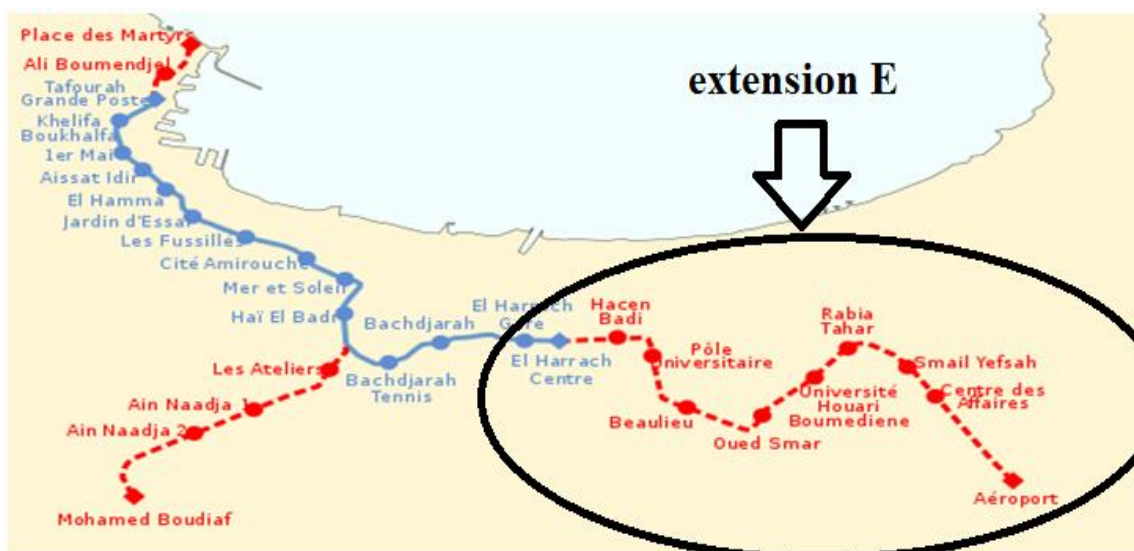 Place des Martyrs
Ali Boumendjel
Tafourah
Grande Poste
Khelifa
Boukhalfa
1er Mai
Aissat Idir
El Hamma
Jardin d'Essai
Les Fussilles
Cité Amirouche
Mer et Soleil
Haï El Badr
Bachdjarah
Tennis
Bachdjarah
El Harrach
Gare
El Harrach
Centre
Les Ateliers
Ain Naadja 1
Ain Naadja 2
Mohamed Boudiaf
extension E
Hacen
Badi
Pôle
Universitaire
Beaulieu
Oued Smar
Université
Houari
Boumediene
Rabia
Tahar
Smail Yefsah
Centre des
Affaires
Aéroport